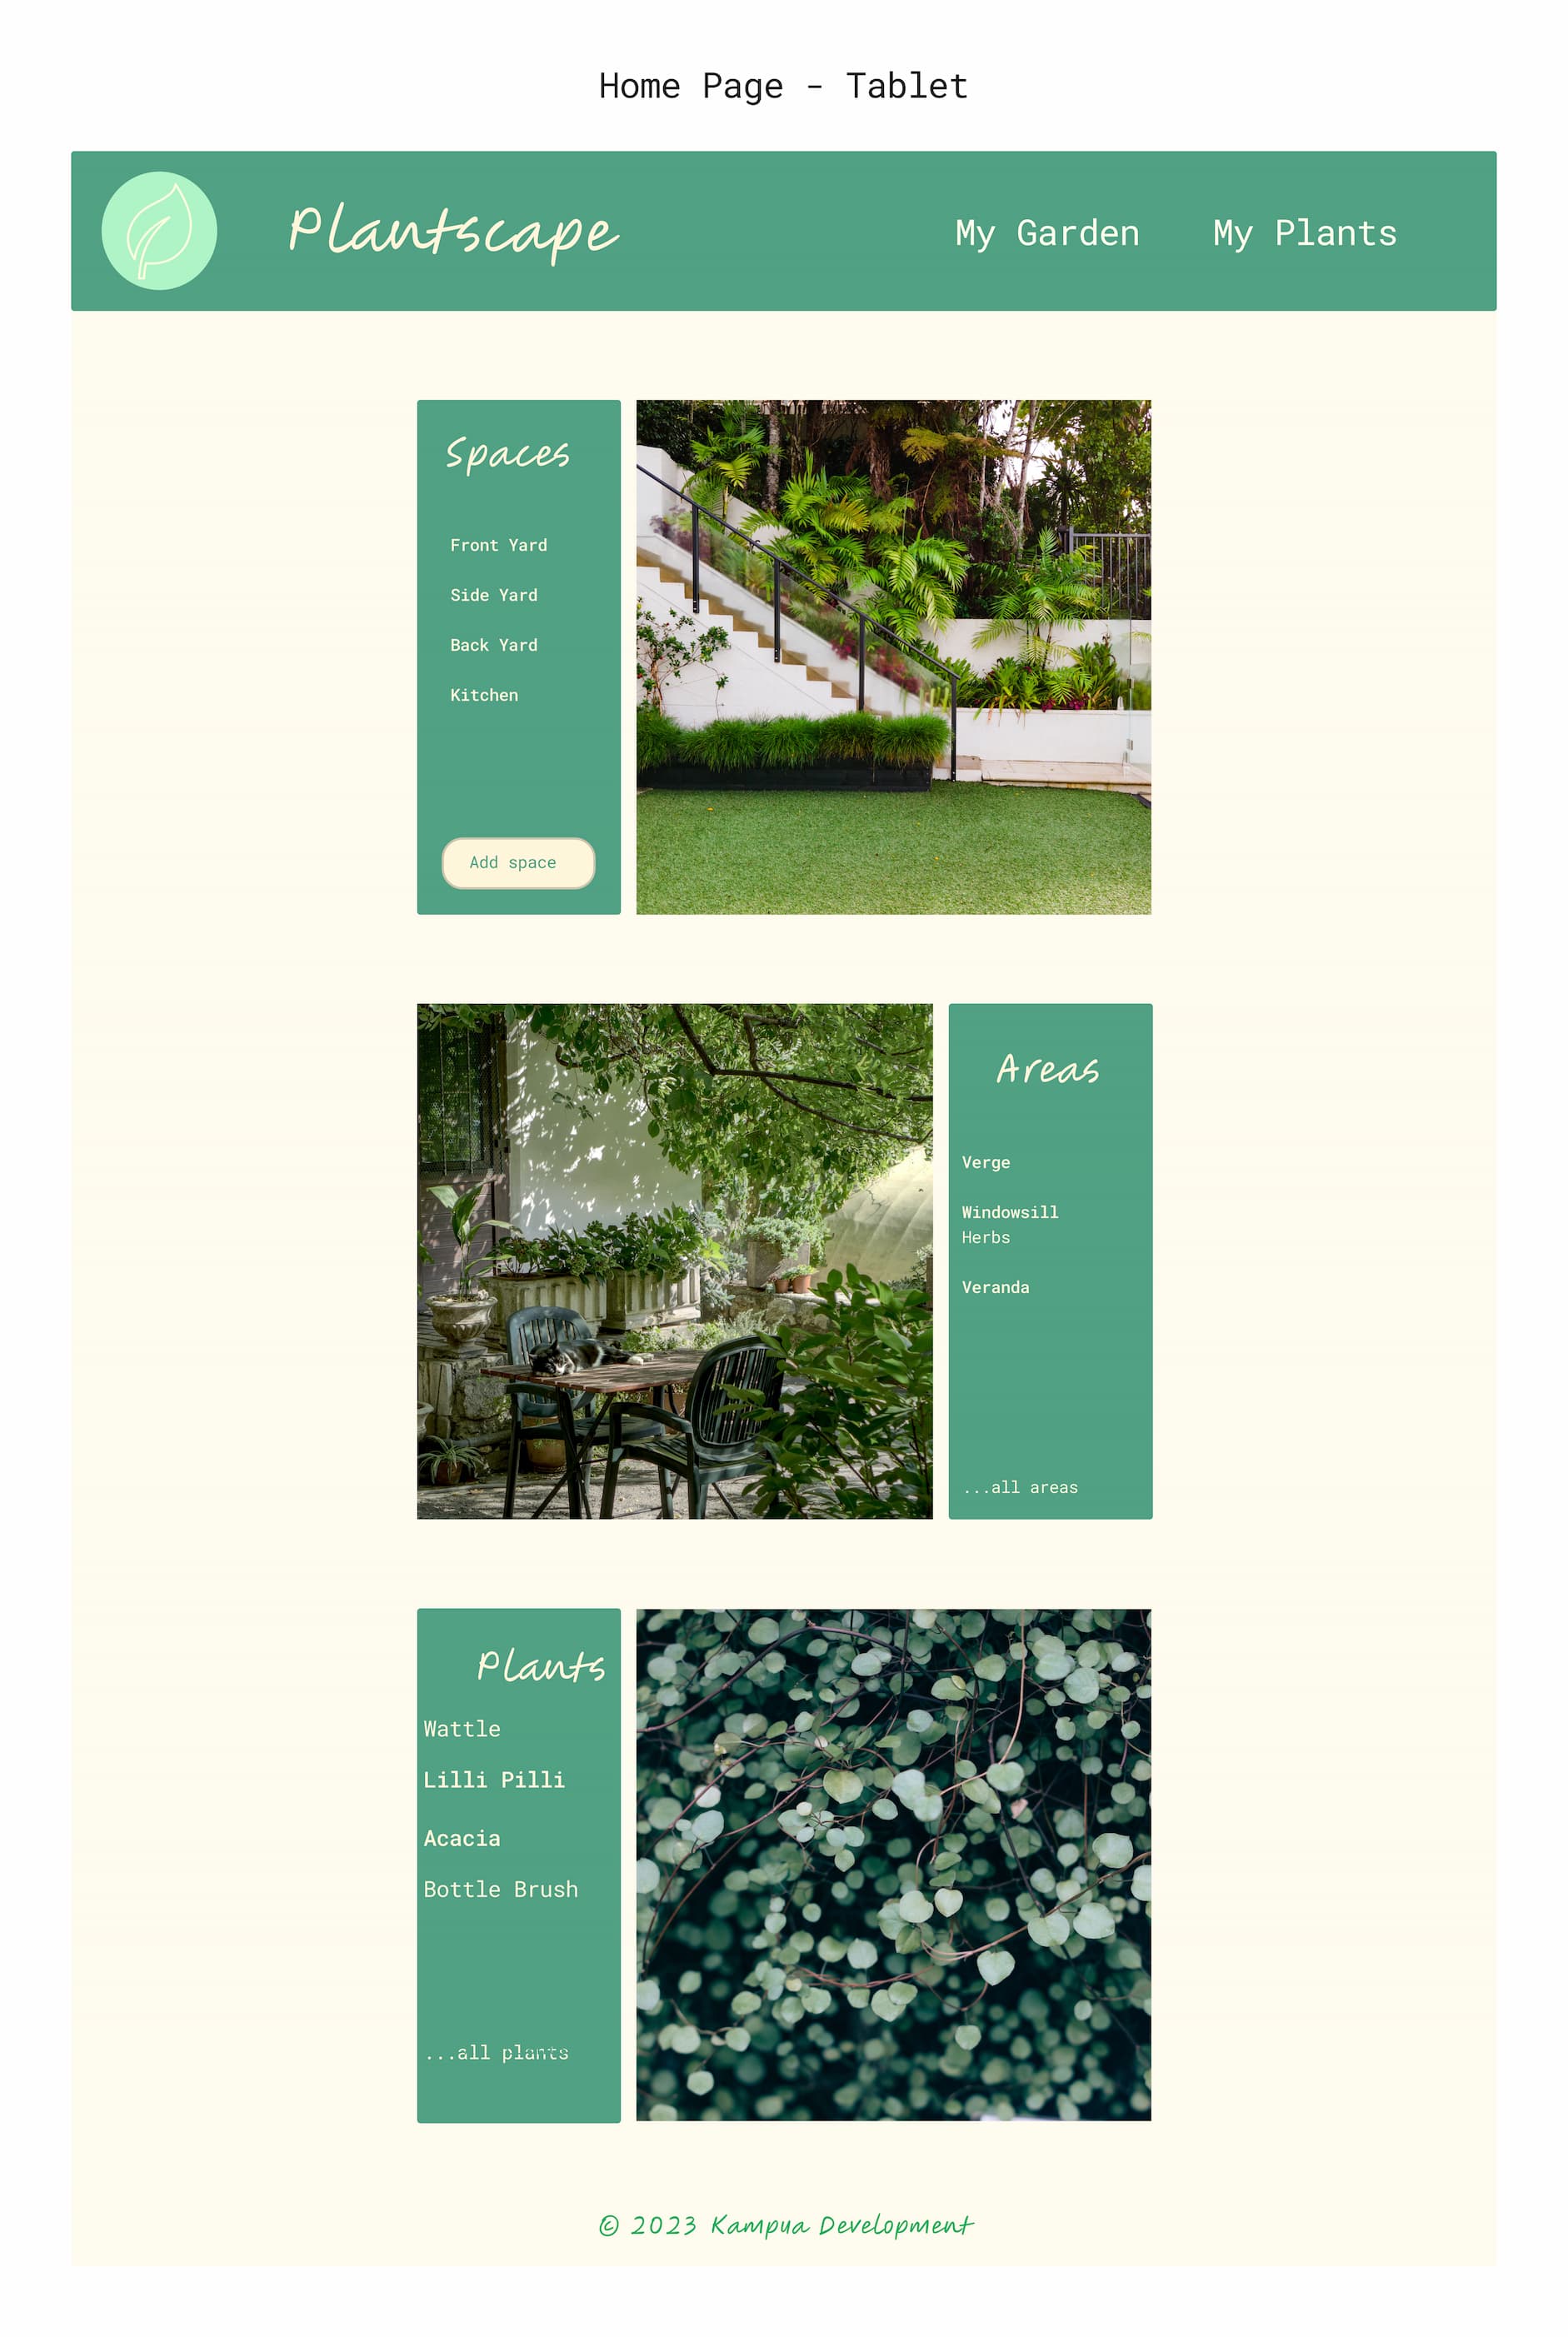 Home Page - Tablet
Plantscape
My Garden
My Plants
Spaces
Front Yard
Side Yard
Back Yard
Kitchen
Add space
Areas
Verge
Windowsill
Herbs
Veranda
...all areas
Plants
Wattle
Lilli Pilli
Acacia
Bottle Brush
...all plants
© 2023 Kampua Development